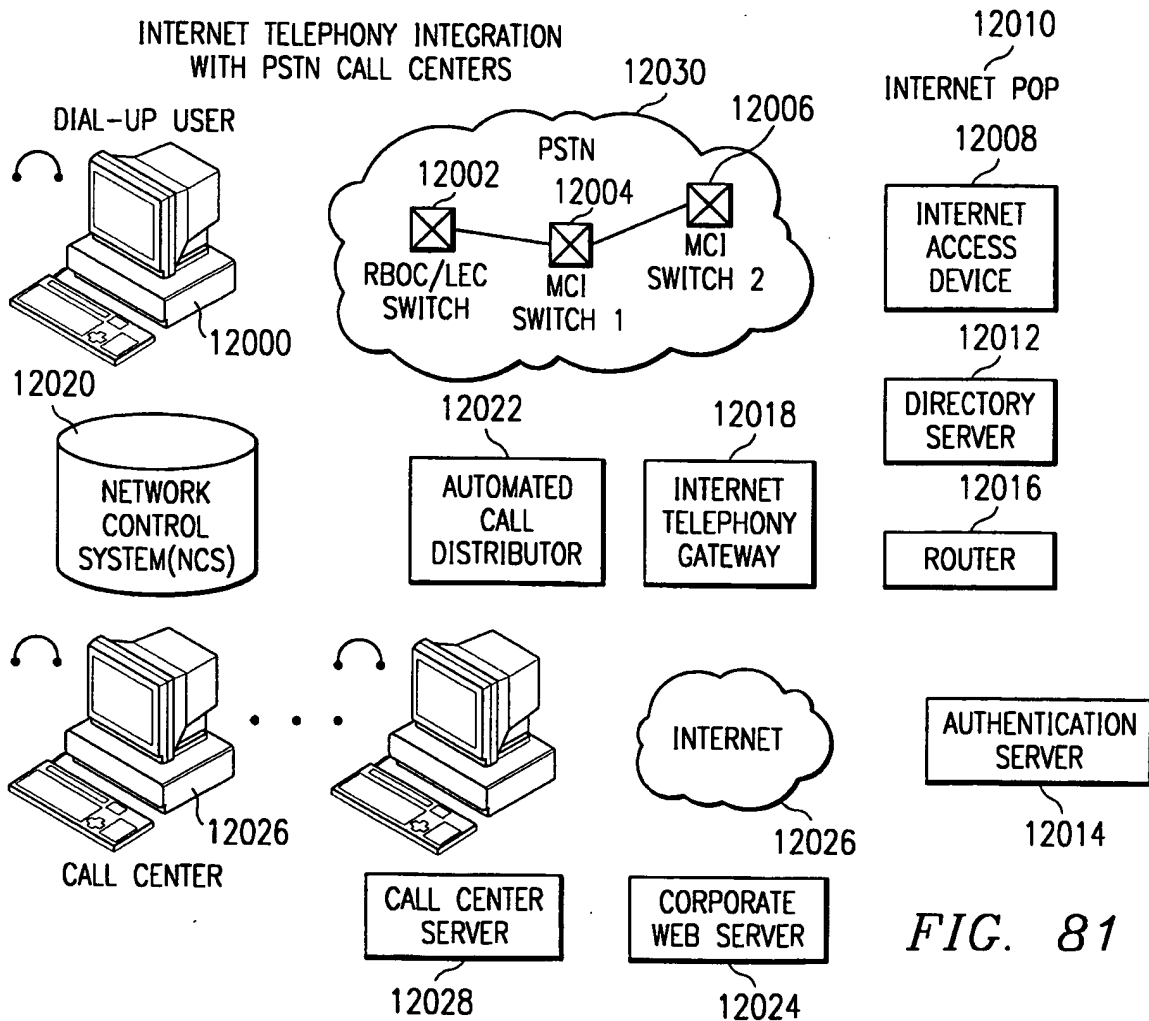 INTERNET TELEPHONY INTEGRATION
WITH PSTN CALL CENTERS
12010
INTERNET POP
12030
12006
DIAL-UP USER
PSTN
12002
12004
12008
RBOC/LEC
SWITCH
MCI
SWITCH 1
MCI
SWITCH 2
INTERNET
ACCESS
DEVICE
12000
12020
12012
DIRECTORY
SERVER
12022
12018
NETWORK
CONTROL
SYSTEM(NCS)
AUTOMATED
CALL
DISTRIBUTOR
INTERNET
TELEPHONY
GATEWAY
12016
ROUTER
INTERNET
AUTHENTICATION
SERVER
12026
12026
12014
CALL CENTER
CALL CENTER
SERVER
CORPORATE
WEB SERVER
FIG. 81
12028
12024